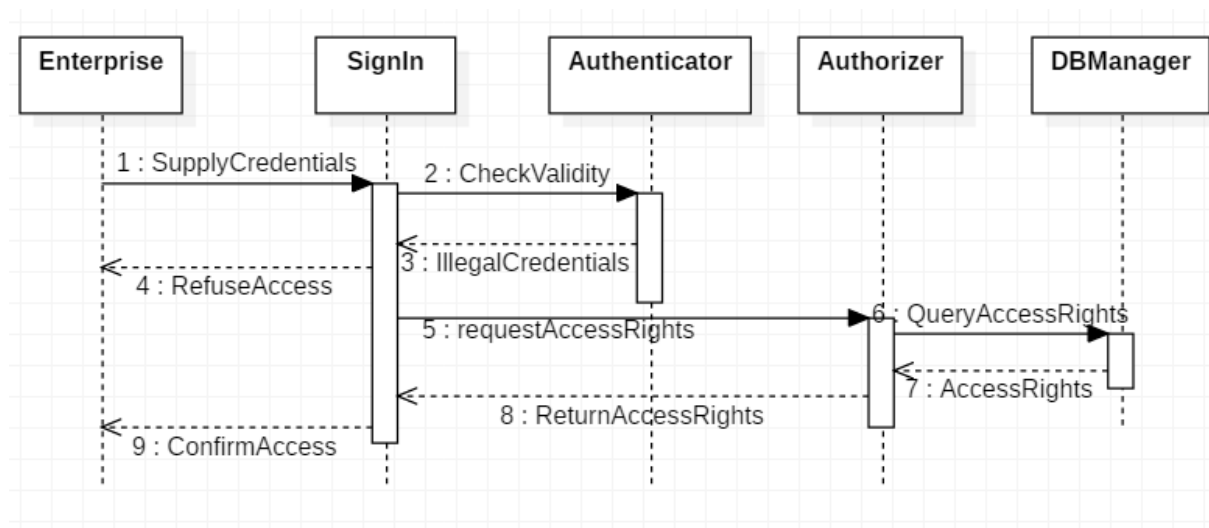 Enterprise
SignIn
Authenticator
Authorizer
DBManager
1 : SupplyCredentials
2 : CheckValidity
3 : IllegalCredentials
4 : RefuseAccess
5 : requestAccessRights
6 : QueryAccessRights
7 : AccessRights
8 : ReturnAccessRights
9 : ConfirmAccess